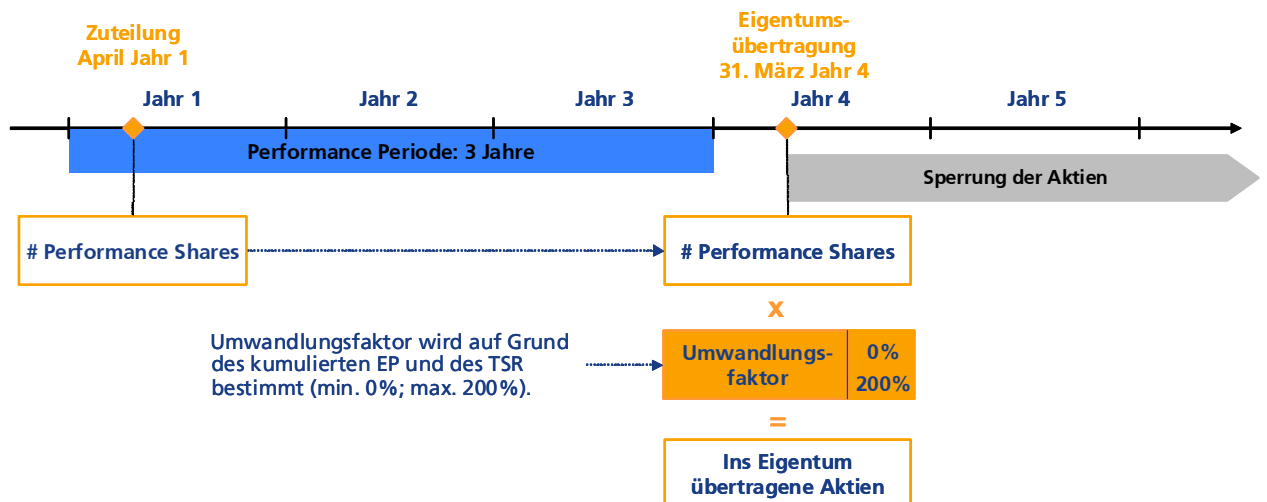 Zuteilung
April Jahr 1
Eigentums-
übertragung
31. März Jahr 4
Jahr 1
Jahr 2
Jahr 3
Jahr 4
Jahr 5
Performance Periode: 3 Jahre
Sperrung der Aktien
# Performance Shares
# Performance Shares
x
Umwandlungsfaktor wird auf Grund
des kumulierten EP und des TSR
bestimmt (min. 0%; max. 200%).
Umwandlungs-
faktor
0%
200%
=
Ins Eigentum
übertragene Aktien